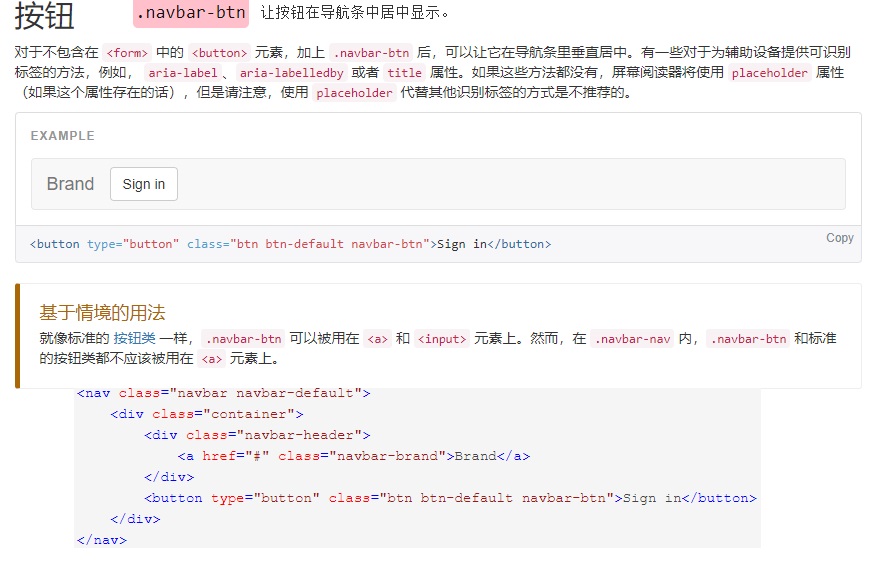 按钮 .navbar-btn 让按钮在导航条中居中显示。
对于不包含在 <form> 中的 <button> 元素，加上 .navbar-btn 后，可以让它在导航条里垂直居中。有一些对于为辅助设备提供可识别
标签的方法，例如， aria-label 、 aria-labelledby 或者 title 属性。如果这些方法都没有，屏幕阅读器将使用 placeholder 属性
（如果这个属性存在的话），但是请注意，使用 placeholder 代替其他识别标签的方式是不推荐的。
EXAMPLE
Brand Sign in
Copy
<button type="button" class="btn btn-default navbar-btn">Sign in</button>
基于情境的用法
就像标准的 按钮类 一样，.navbar-btn 可以被用在 <a> 和 <input> 元素上。然而，在 .navbar-nav 内，.navbar-btn 和标准
的按钮类都不应该被用在 <a> 元素上。
<nav class="navbar navbar-default">
<div class="container">
<div class="navbar-header">
<a href="#" class="navbar-brand">Brand</a>
</div>
<button type="button" class="btn btn-default navbar-btn">Sign in</button>
</div>
</nav>